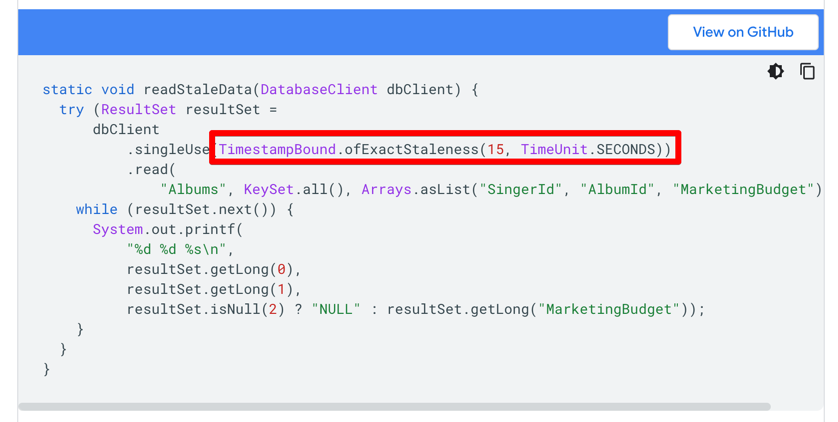 View on GitHub
static void readStaleData(DatabaseClient dbClient) {
try (ResultSet resultSet =
dbClient
.singleUse(TimestampBound.ofExactStaleness(15, TimeUnit.SECONDS))
.read(
"Albums", KeySet.all(), Arrays.asList("SingerId", "AlbumId", "MarketingBudget")
while (resultSet.next()) {
System.out.printf(
"%d %d %s\n",
resultSet.getLong(0),
resultSet.getLong(1),
resultSet.isNull(2) ? "NULL" : resultSet.getLong("MarketingBudget"));
}
}
}